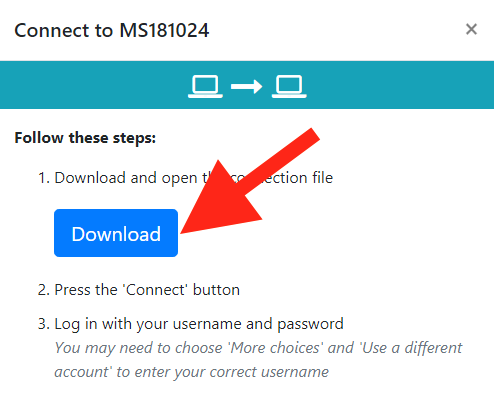 Connect to MS181024
×
Follow these steps:
1. Download and open the connection file
Download
2. Press the 'Connect' button
3. Log in with your username and password
You may need to choose 'More choices' and 'Use a different
account' to enter your correct username